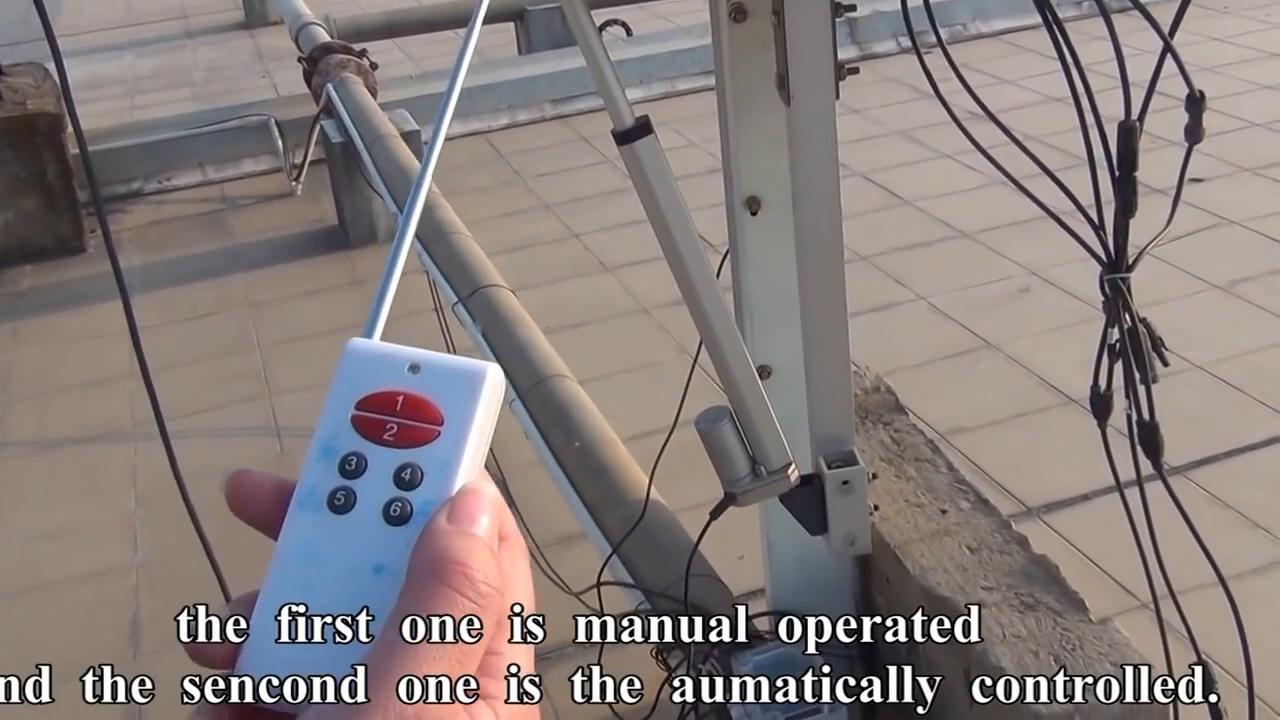 1
2
3 4
5 6
the first one is manual operated
nd the sencond one is the aumatically controlled.